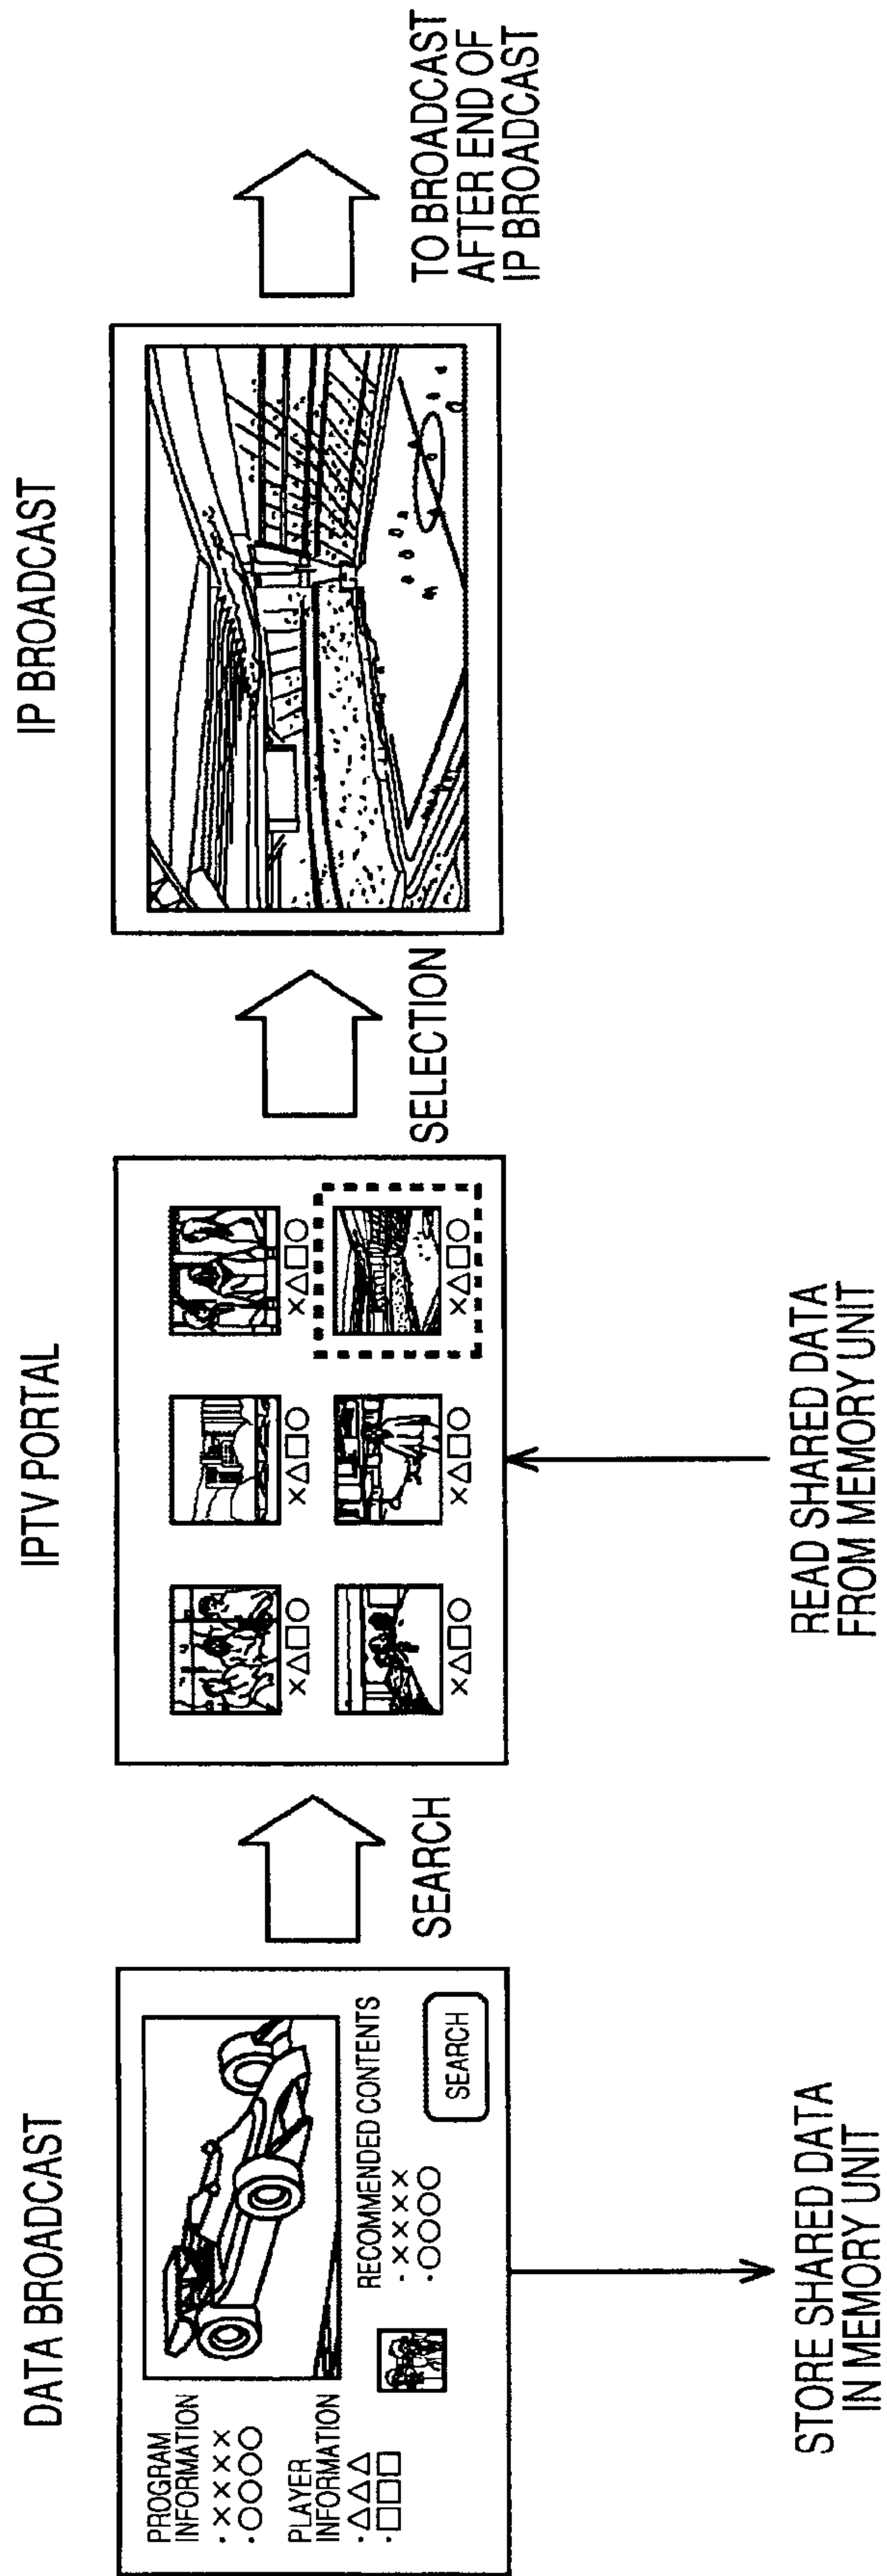 DATA BROADCAST
PROGRAM
INFORMATION
· ××××
· ○○○○
PLAYER
INFORMATION
· △△△
· □□□
RECOMMENDED CONTENTS
· ××××
· ○○○○
SEARCH
STORE SHARED DATA
IN MEMORY UNIT
SEARCH
IPTV PORTAL
×△□○
×△□○
×△□○
×△□○
×△□○
×△□○
READ SHARED DATA
FROM MEMORY UNIT
SELECTION
IP BROADCAST
TO BROADCAST
AFTER END OF
IP BROADCAST